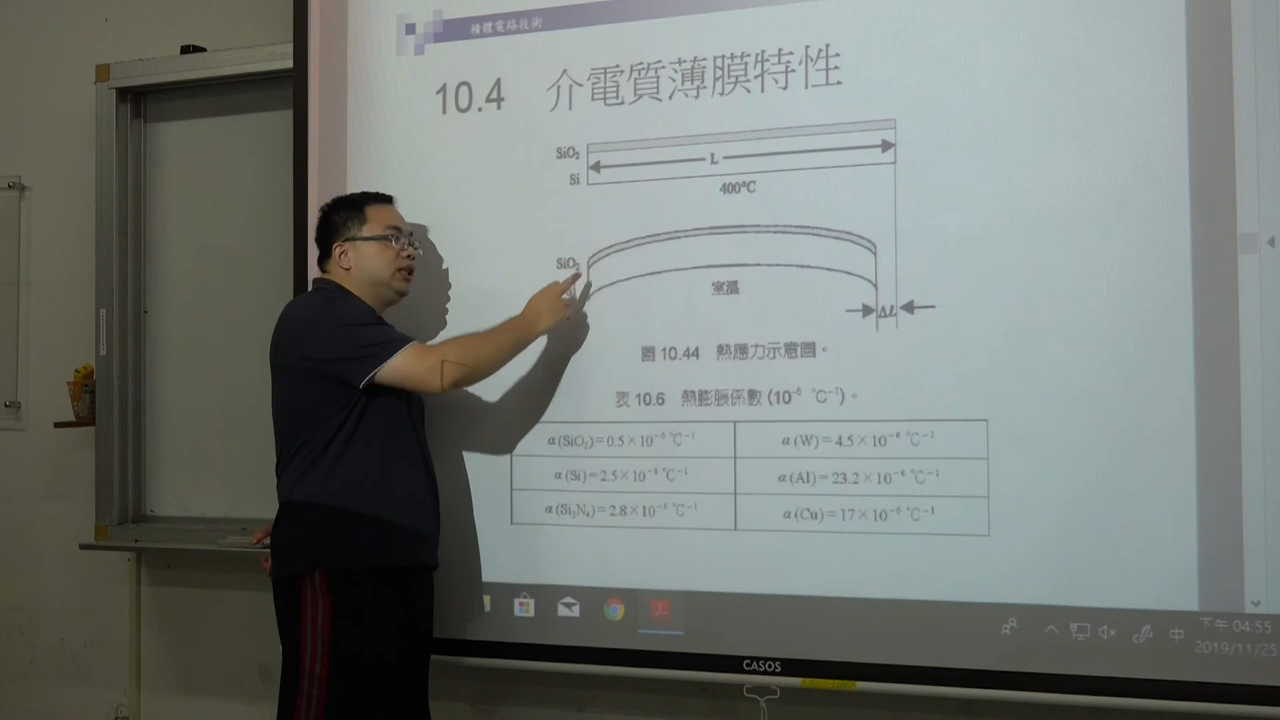 積體電路技術
10.4 介電質薄膜特性
SiO₂
L
Si
400°C
SiO₂
Si
室溫
ΔL
圖 10.44 熱應力示意圖。
表 10.6 熱膨脹係數 (10⁻⁶ °C⁻¹)。
α(SiO₂)=0.5×10⁻⁶ °C⁻¹ α(W)=4.5×10⁻⁶ °C⁻¹
α(Si)=2.5×10⁻⁶ °C⁻¹ α(Al)=23.2×10⁻⁶ °C⁻¹
α(Si₃N₄)=2.8×10⁻⁶ °C⁻¹ α(Cu)=17×10⁻⁶ °C⁻¹
中 下午 04:55
2019/11/25
CASOS